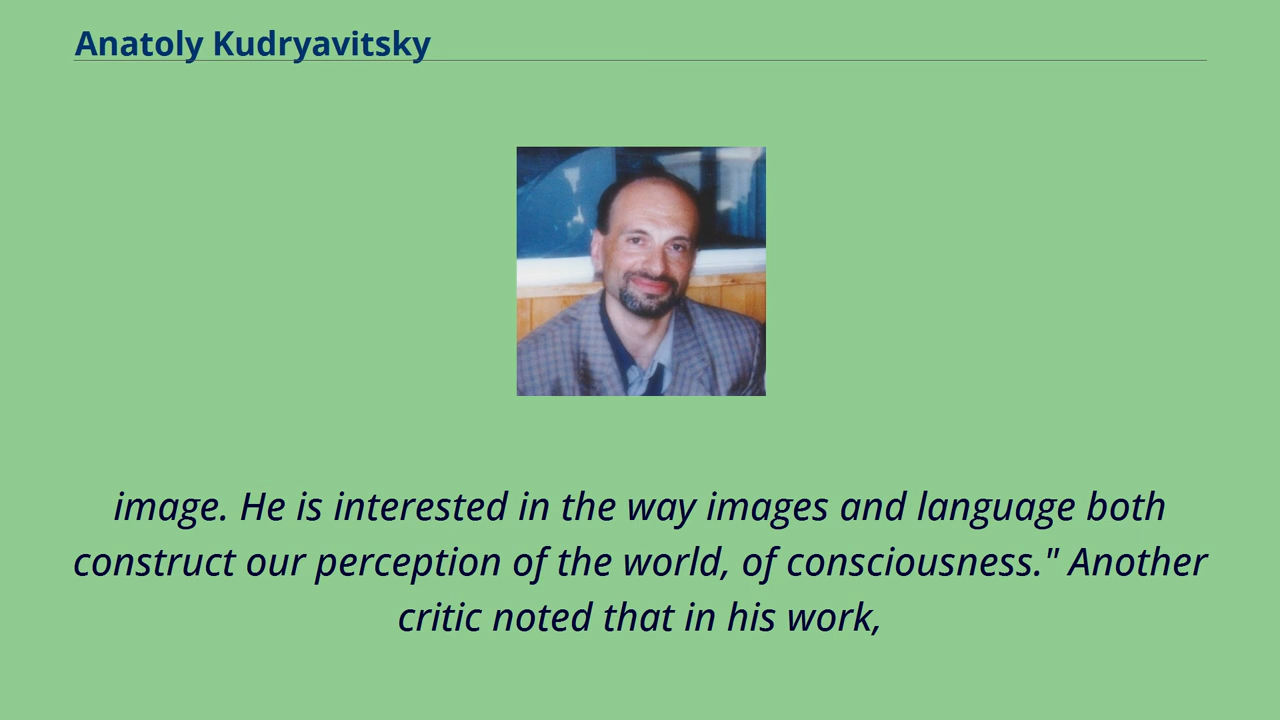 Anatoly Kudryavitsky
image. He is interested in the way images and language both
construct our perception of the world, of consciousness." Another
critic noted that in his work,